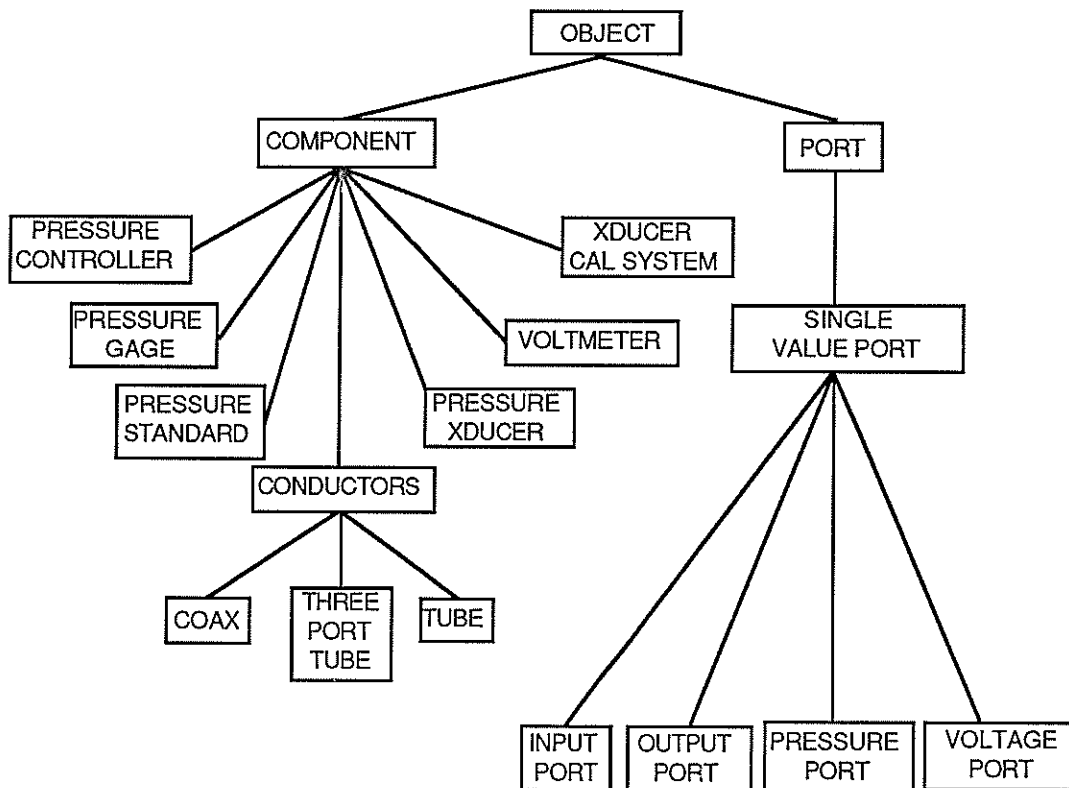 OBJECT
COMPONENT
PORT
PRESSURE
CONTROLLER
XDUCER
CAL SYSTEM
PRESSURE
GAGE
VOLTMETER
SINGLE
VALUE PORT
PRESSURE
STANDARD
PRESSURE
XDUCER
CONDUCTORS
COAX
THREE
PORT
TUBE
TUBE
INPUT
PORT
OUTPUT
PORT
PRESSURE
PORT
VOLTAGE
PORT